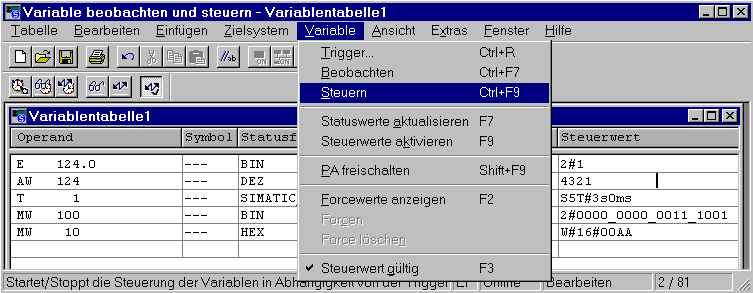 Variable beobachten und steuern - Variablentabelle1
Tabelle Bearbeiten Einfügen Zielsystem Variable Ansicht Extras Fenster Hilfe
Trigger... Ctrl+R
Beobachten Ctrl+F7
Steuern Ctrl+F9
Statuswerte aktualisieren F7
Steuerwerte aktivieren F9
PA freischalten Shift+F9
Forcewerte anzeigen F2
Forcen
Force löschen
✓ Steuerwert gültig F3
Variablentabelle1
Operand Symbol Statusf Steuerwert
E 124.0 --- BIN 2#1
AW 124 --- DEZ 4321
T 1 --- SIMATIC S5T#3s0ms
MW 100 --- BIN 2#0000_0000_0011_1001
MW 10 --- HEX W#16#00AA
Startet/Stoppt die Steuerung der Variablen in Abhängigkeit von der Trigger Online Bearbeiten 2 / 81